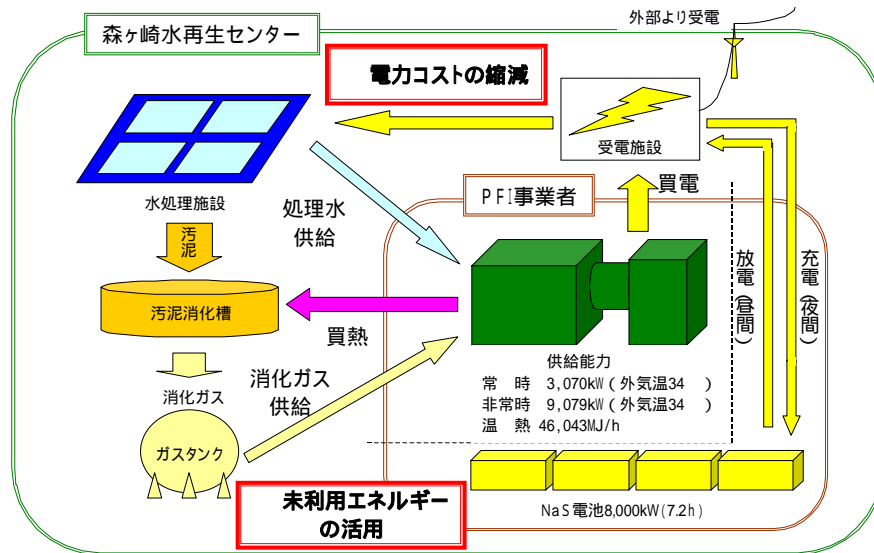 外部より受電
森ヶ崎水再生センター
電力コストの縮減
受電施設
水処理施設
処理水
供給
PFI事業者
買電
汚泥
汚泥消化槽
買熱
放電(昼間)
充電(夜間)
消化ガス
消化ガス
供給
ガスタンク
供給能力
常 時 3,070kW(外気温34 )
非常時 9,079kW(外気温34 )
温 熱 46,043MJ/h
未利用エネルギー
の活用
NaS電池8,000kW(7.2h)